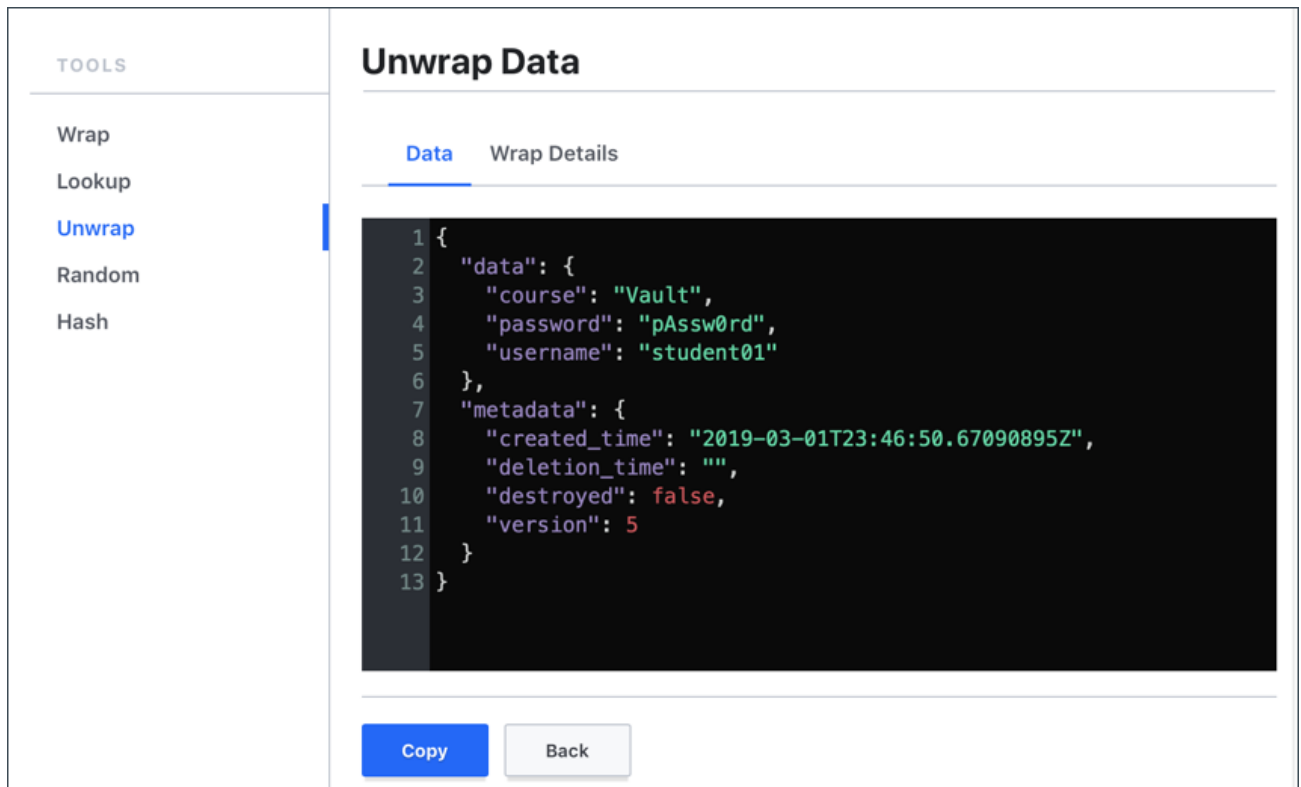 TOOLS
Wrap
Lookup
Unwrap
Random
Hash
Unwrap Data
Data Wrap Details
1 {
2 "data": {
3 "course": "Vault",
4 "password": "pAssw0rd",
5 "username": "student01"
6 },
7 "metadata": {
8 "created_time": "2019-03-01T23:46:50.67090895Z",
9 "deletion_time": "",
10 "destroyed": false,
11 "version": 5
12 }
13 }
Copy Back